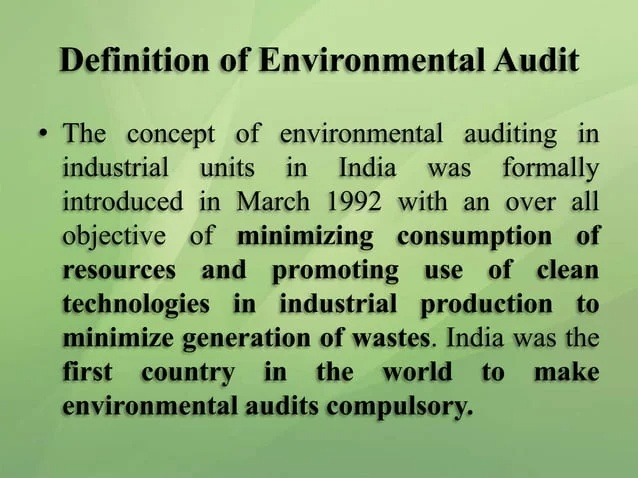 Definition of Environmental Audit
• The concept of environmental auditing in
industrial units in India was formally
introduced in March 1992 with an over all
objective of minimizing consumption of
resources and promoting use of clean
technologies in industrial production to
minimize generation of wastes. India was the
first country in the world to make
environmental audits compulsory.